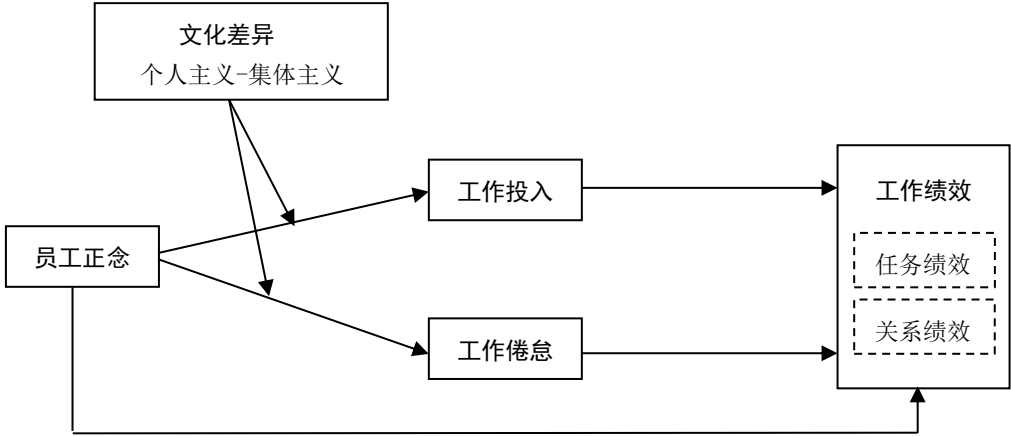 文化差异
个人主义-集体主义
工作投入
工作绩效
员工正念
任务绩效
关系绩效
工作倦怠